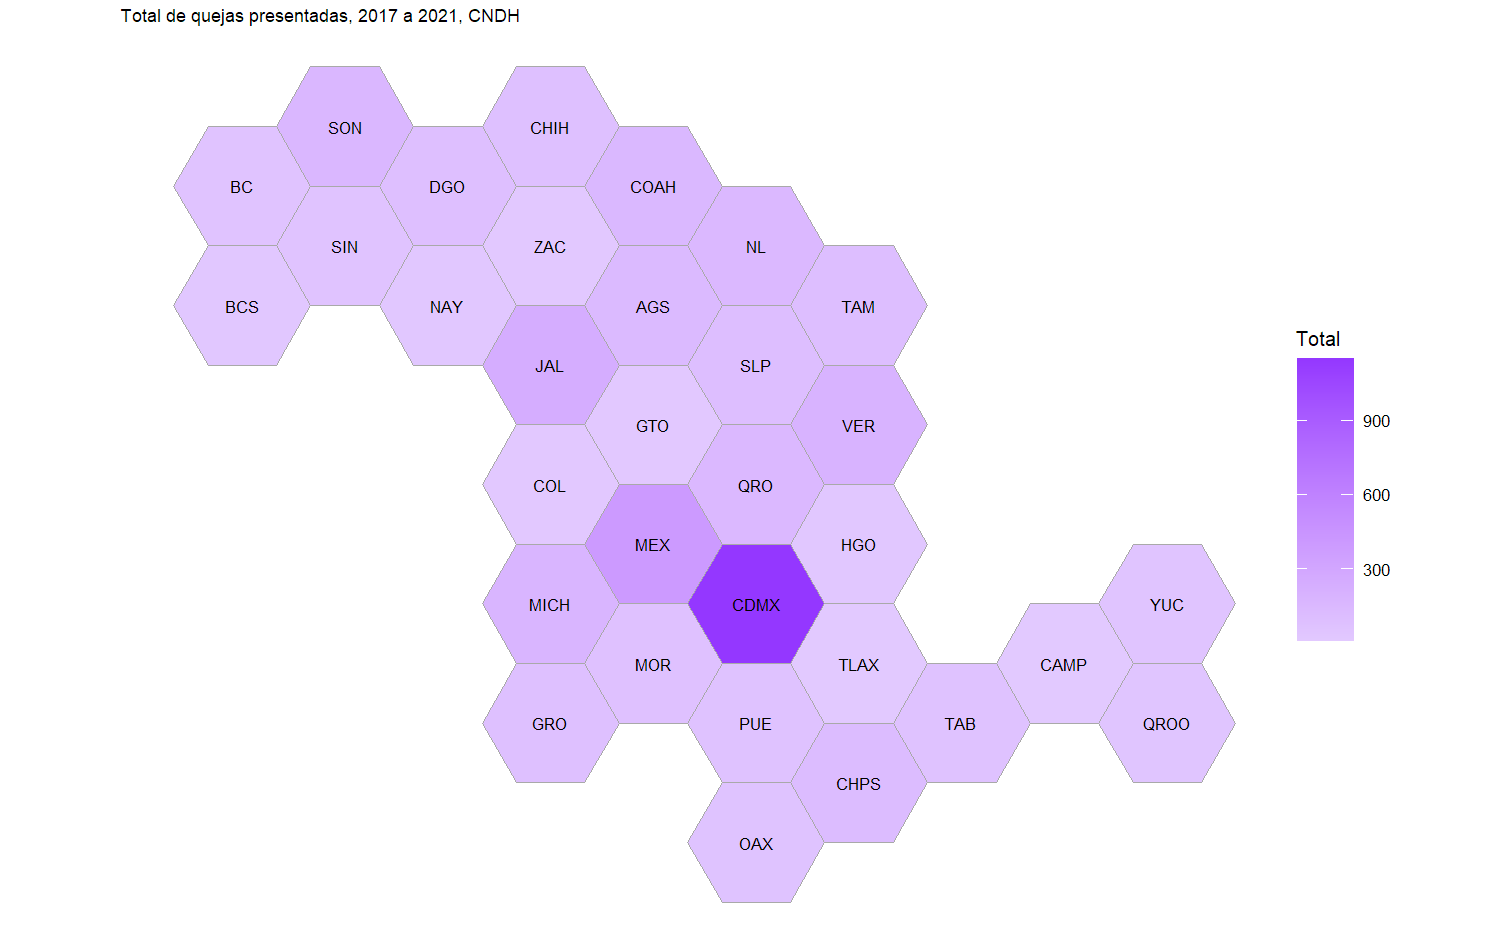 Total de quejas presentadas, 2017 a 2021, CNDH
SON
CHIH
BC
DGO
COAH
SIN
ZAC
NL
BCS
NAY
AGS
TAM
JAL
SLP
GTO
VER
COL
QRO
MEX
HGO
MICH
CDMX
YUC
MOR
TLAX
CAMP
GRO
PUE
TAB
QROO
CHPS
OAX
Total
900
600
300